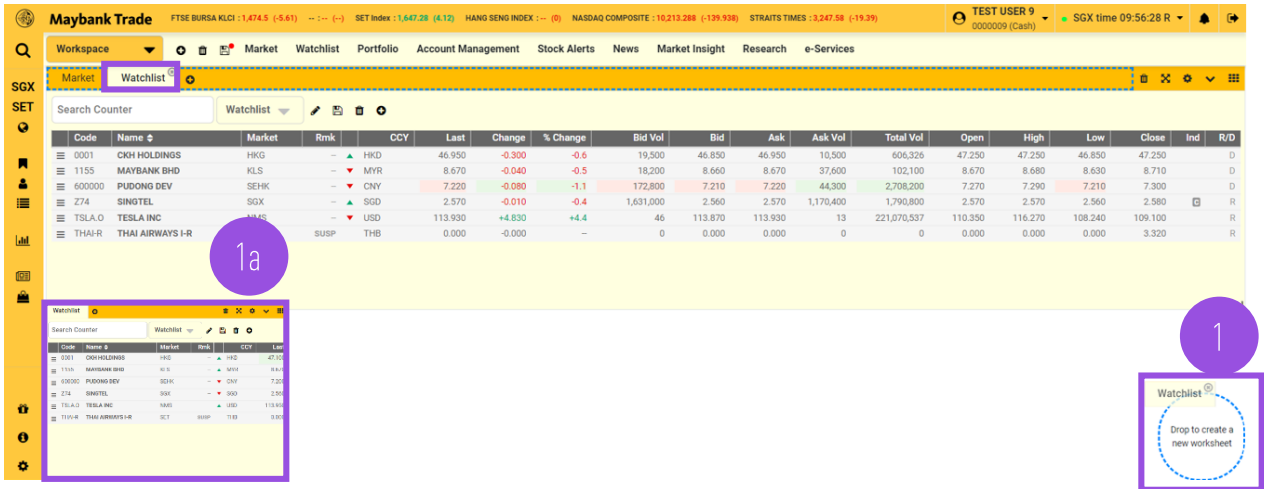 Maybank Trade FTSE BURSA KLCI : 1,474.5 (-5.61) -- : -- (--) SET Index : 1,647.28 (4.12) HANG SENG INDEX : -- (0) NASDAQ COMPOSITE : 10,213.288 (-139.938) STRAITS TIMES : 3,247.58 (-19.39) TEST USER 9 SGX time 09:56:28 R
0000009 (Cash)
Workspace Market Watchlist Portfolio Account Management Stock Alerts News Market Insight Research e-Services
Market Watchlist
SGX
SET
Search Counter Watchlist
Code Name Market Rmk CCY Last Change % Change Bid Vol Bid Ask Ask Vol Total Vol Open High Low Close Ind R/D
0001 CKH HOLDINGS HKG -- HKD 46.950 -0.300 -0.6 19,500 46.850 46.950 10,500 606,326 47.250 47.250 46.850 47.250 D
1155 MAYBANK BHD KLS -- MYR 8.670 -0.040 -0.5 18,200 8.660 8.670 37,600 102,100 8.670 8.680 8.630 8.710 D
600000 PUDONG DEV SEHK -- CNY 7.220 -0.080 -1.1 172,800 7.210 7.220 44,300 2,708,200 7.270 7.290 7.210 7.300 D
Z74 SINGTEL SGX -- SGD 2.570 -0.010 -0.4 1,631,000 2.560 2.570 1,170,400 1,790,800 2.570 2.570 2.560 2.580 R
TSLA.O TESLA INC NMS -- USD 113.930 +4.830 +4.4 46 113.870 113.930 13 221,070,537 110.350 116.270 108.240 109.100 R
THAI-R THAI AIRWAYS I-R SUSP THB 0.000 -0.000 -- 0 0.000 0.000 0 0 0.000 0.000 0.000 3.320 R
1a
Watchlist
Search Counter Watchlist
Code Name Market Rmk CCY
0001 CKH HOLDINGS HKG -- HKD
1155 MAYBANK BHD KLS -- MYR
600000 PUDONG DEV SEHK -- CNY
Z74 SINGTEL SGX -- SGD
TSLA.O TESLA INC NMS USD
THAI-R THAI AIRWAYS I-R SET SUSP THB
1
Watchlist
Drop to create a
new worksheet